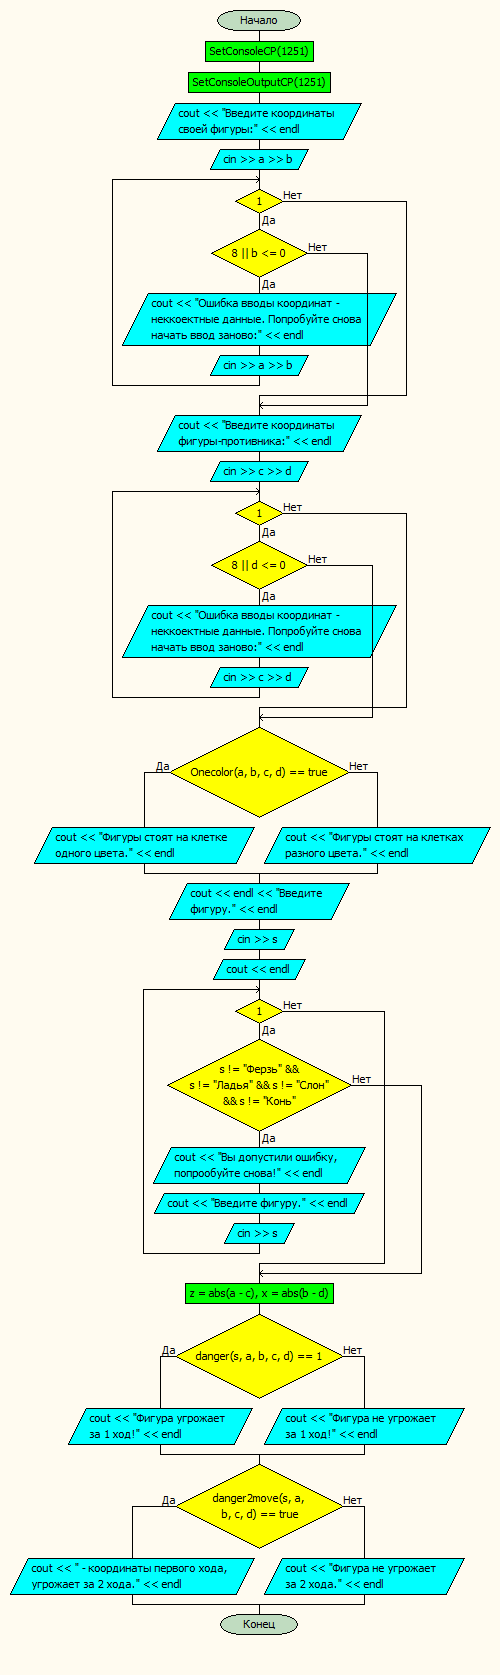 Начало
SetConsoleCP(1251)
SetConsoleOutputCP(1251)
cout << "Введите координаты
своей фигуры:" << endl
cin >> a >> b
1
Нет
Да
8 || b <= 0
Нет
Да
cout << "Ошибка вводы координат -
неккоектные данные. Попробуйте снова
начать ввод заново:" << endl
cin >> a >> b
cout << "Введите координаты
фигуры-противника:" << endl
cin >> c >> d
1
Нет
Да
8 || d <= 0
Нет
Да
cout << "Ошибка вводы координат -
неккоектные данные. Попробуйте снова
начать ввод заново:" << endl
cin >> c >> d
Да
Onecolor(a, b, c, d) == true
Нет
cout << "Фигуры стоят на клетке
одного цвета." << endl
cout << "Фигуры стоят на клетках
разного цвета." << endl
cout << endl << "Введите
фигуру." << endl
cin >> s
cout << endl
1
Нет
Да
s != "Ферзь" &&
s != "Ладья" && s != "Слон"
&& s != "Конь"
Нет
Да
cout << "Вы допустили ошибку,
попрообуйте снова!" << endl
cout << "Введите фигуру." << endl
cin >> s
z = abs(a - c), x = abs(b - d)
Да
danger(s, a, b, c, d) == 1
Нет
cout << "Фигура угрожает
за 1 ход!" << endl
cout << "Фигура не угрожает
за 1 ход!" << endl
Да
danger2move(s, a,
b, c, d) == true
Нет
cout << " - координаты первого хода,
угрожает за 2 хода." << endl
cout << "Фигура не угрожает
за 2 хода." << endl
Конец